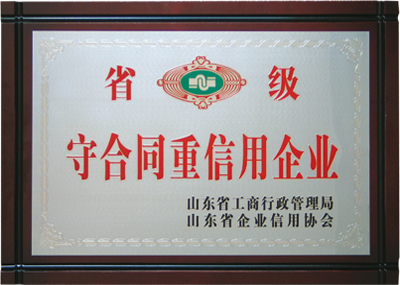 省 级
守合同重信用企业
山东省工商行政管理局
山东省企业信用协会